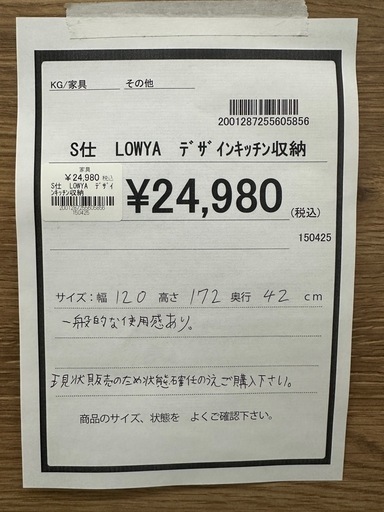 KG/家具 その他
2001287255605856
S仕 LOWYA ﾃﾞｻﾞインキッチン収納
家具
¥24,980 税込
S仕 LOWYA ﾃﾞｻﾞｲ
ﾝｷｯﾁﾝ収納
2001287255605856
150425
¥24,980 (税込)
150425
サイズ:幅 120 高さ 172 奥行 42 cm
一般的な使用感あり。
現状販売のため状態確任のうえご購入下さい。
商品のサイズ、状態を よくご確認下さい。